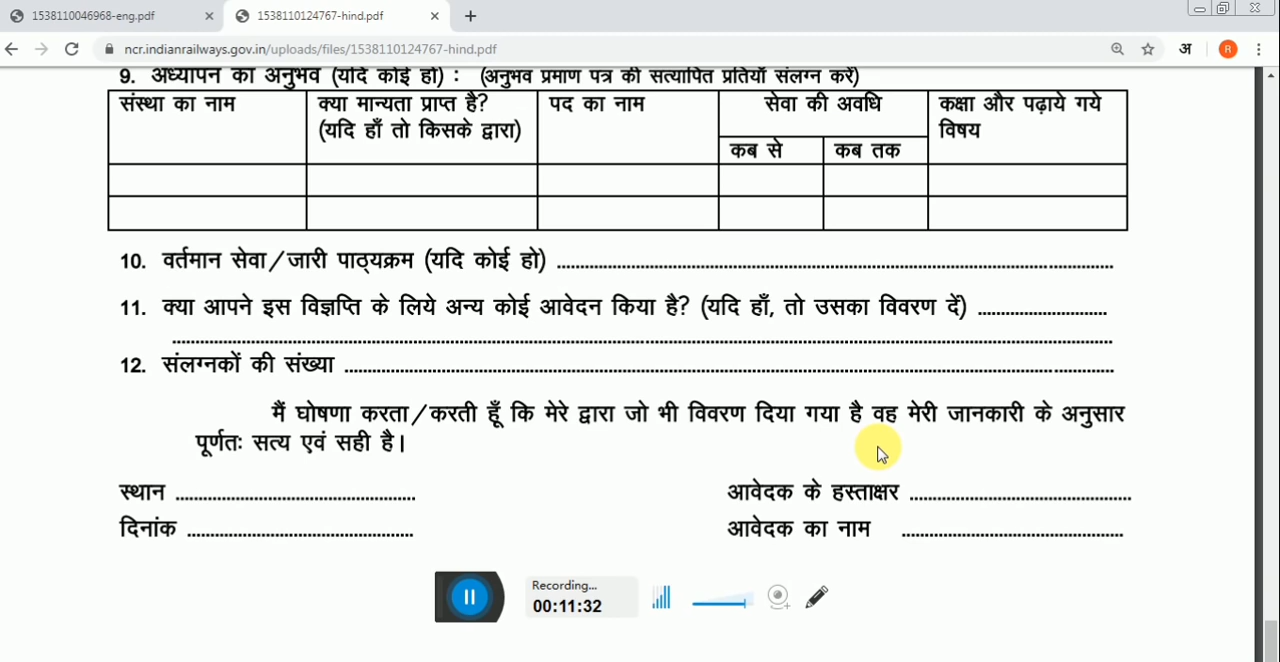 1538110046968-eng.pdf
1538110124767-hind.pdf
ncr.indianrailways.gov.in/uploads/files/1538110124767-hind.pdf
अ
R
9. अध्यापन का अनुभव (यदि कोई हो) : (अनुभव प्रमाण पत्र की सत्यापित प्रतियाँ संलग्न करें)
संस्था का नाम
क्या मान्यता प्राप्त है?
(यदि हाँ तो किसके द्वारा)
पद का नाम
सेवा की अवधि
कब से
कब तक
कक्षा और पढ़ाये गये
विषय
10. वर्तमान सेवा/जारी पाठ्यक्रम (यदि कोई हो) ........................................
11. क्या आपने इस विज्ञप्ति के लिये अन्य कोई आवेदन किया है? (यदि हाँ, तो उसका विवरण दें) ............................
........................................
12. संलग्नकों की संख्या ........................................
मैं घोषणा करता/करती हूँ कि मेरे द्वारा जो भी विवरण दिया गया है वह मेरी जानकारी के अनुसार
पूर्णतः सत्य एवं सही है।
स्थान ........................................ आवेदक के हस्ताक्षर ........................................
दिनांक ........................................ आवेदक का नाम ........................................
Recording...
00:11:32